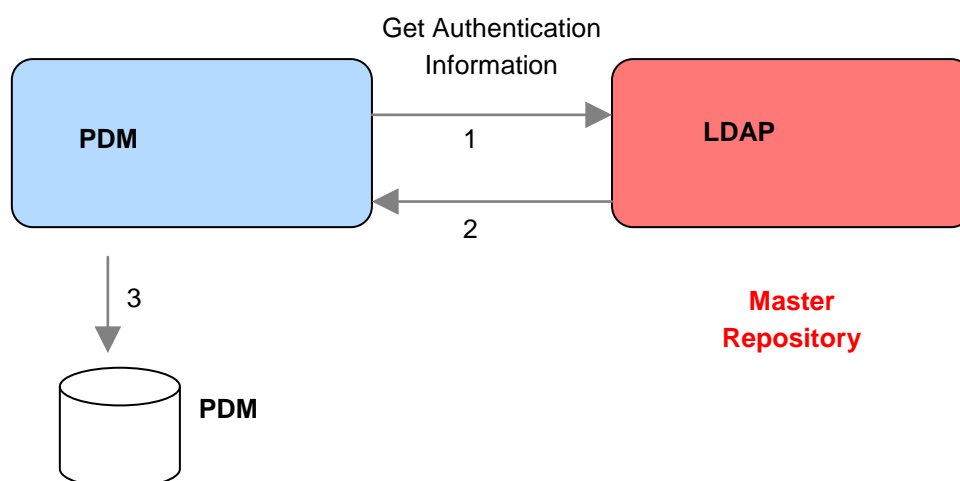 Get Authentication
Information
PDM
1
LDAP
2
3
Master
Repository
PDM